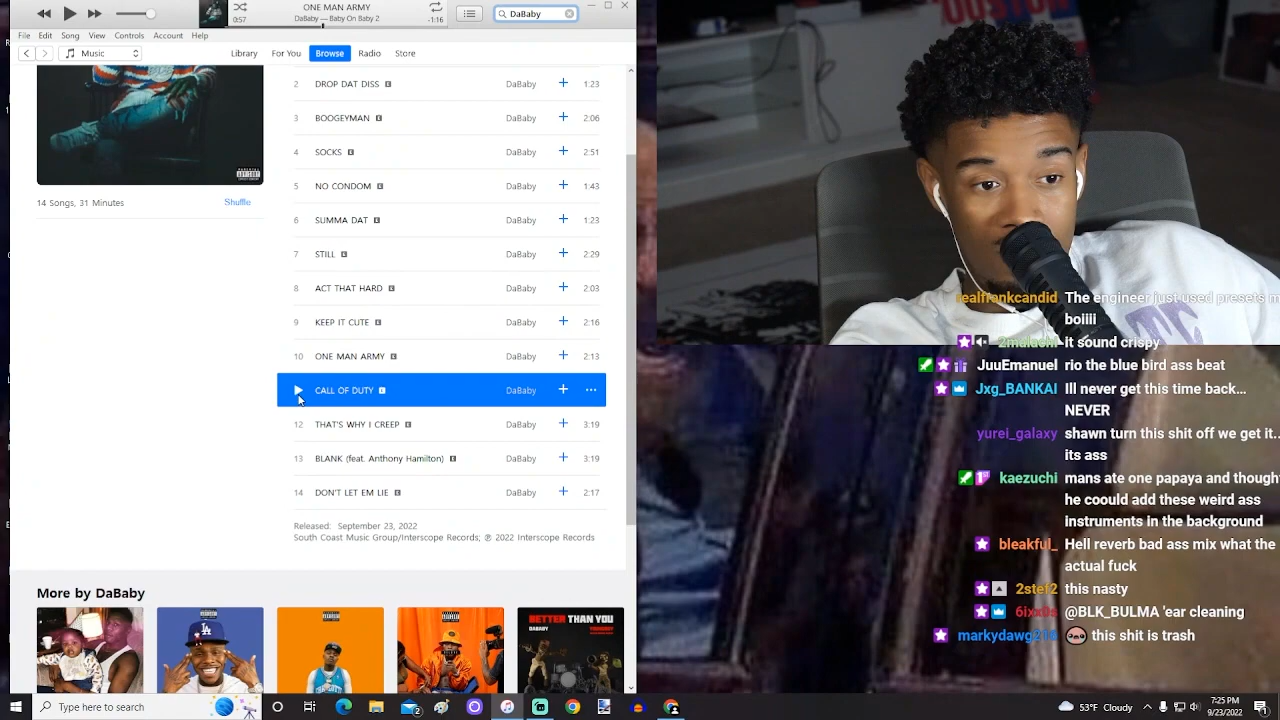 ONE MAN ARMY
0:57
DaBaby — Baby On Baby 2
-1:16
DaBaby
File Edit Song View Controls Account Help
Music
Library For You Browse Radio Store
2 DROP DAT DISS E DaBaby 1:23
3 BOOGEYMAN E DaBaby 2:06
4 SOCKS E DaBaby 2:51
5 NO CONDOM E DaBaby 1:43
6 SUMMA DAT E DaBaby 1:23
7 STILL E DaBaby 2:29
8 ACT THAT HARD E DaBaby 2:03
9 KEEP IT CUTE E DaBaby 2:16
10 ONE MAN ARMY E DaBaby 2:13
CALL OF DUTY E DaBaby
12 THAT'S WHY I CREEP E DaBaby 3:19
13 BLANK (feat. Anthony Hamilton) E DaBaby 3:19
14 DON'T LET EM LIE E DaBaby 2:17
14 Songs, 31 Minutes
Shuffle
Released: September 23, 2022
South Coast Music Group/Interscope Records; ℗ 2022 Interscope Records
More by DaBaby
BETTER THAN YOU
DABABY
realfronkcandid The engineer just used presets m
boiiii
2malachi it sound crispy
JuuEmanuel rio the blue bird ass beat
Jxg_BANKAI Ill never get this time back...
NEVER
yurei_galaxy shawn turn this shit off we get it..
its ass
kaezuchi mans ate one papaya and though
he coould add these weird ass
instruments in the background
bleakful_ Hell reverb bad ass mix what the
actual fuck
2stef2 this nasty
@BLK_BULMA 'ear cleaning
this shit is trash
Type here to search
53°F Cloudy
7:25 PM
9/23/2022